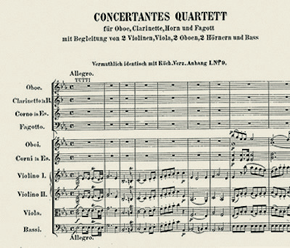 CONCERTANTES QUARTETT
für Oboe, Clarinette, Horn und Fagott
mit Begleitung von 2 Violinen, Viola, 2 Oboen, 2 Hörnern und Bass
Vermuthlich identisch mit Köch. Verz. Anhang I. Nº 9.
Allegro.
TUTTI
Oboe.
Clarinette in B.
Corno in Es.
Fagotto.
Oboi.
Corni in Es.
Violino I.
Violino II.
Viola.
Bassi.
Allegro.